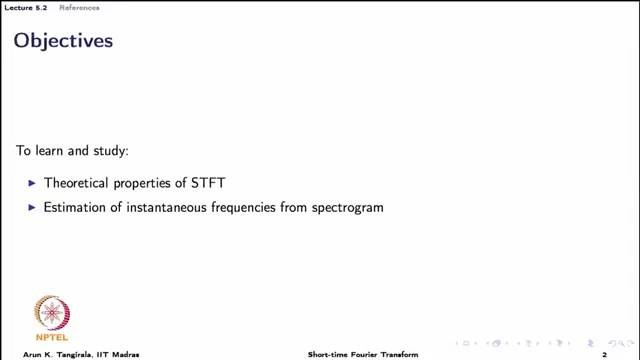 Lecture 5.2 References
Objectives
To learn and study:
Theoretical properties of STFT
Estimation of instantaneous frequencies from spectrogram
NPTEL
Arun K. Tangirala, IIT Madras Short-time Fourier Transform 2